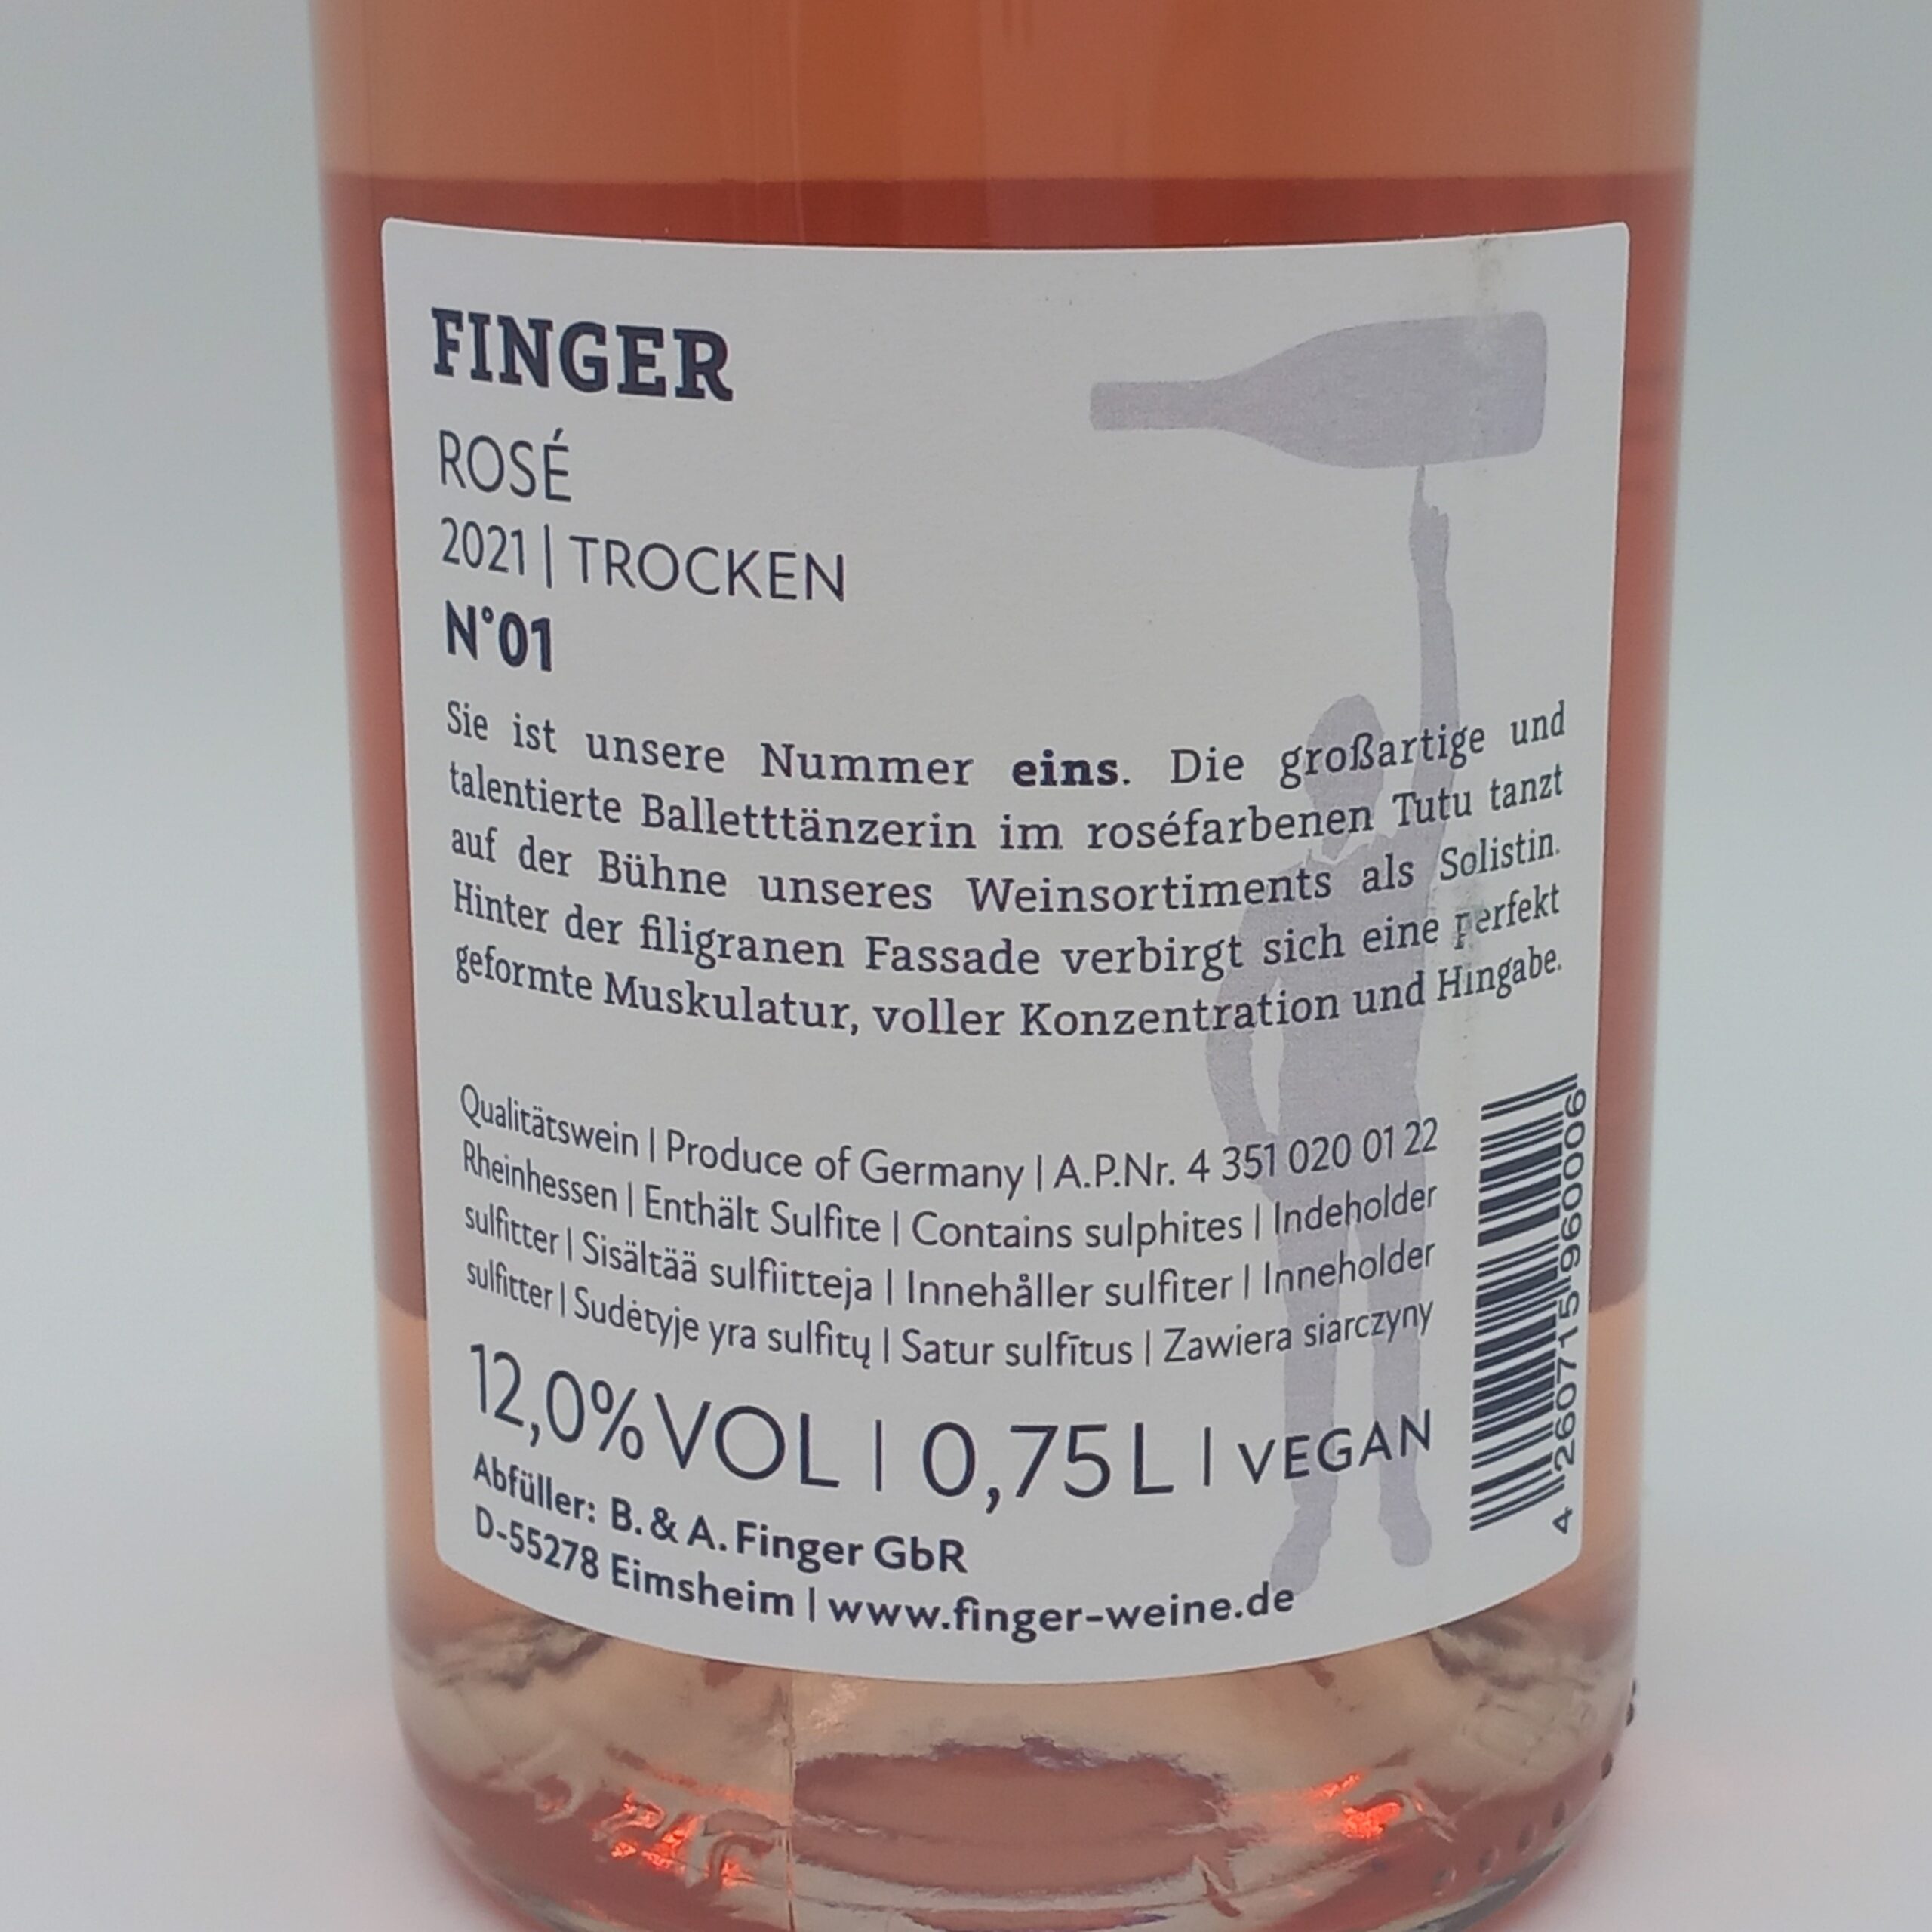 FINGER
ROSÉ
2021 | TROCKEN
N°01
Sie ist unsere Nummer eins. Die großartige und
talentierte Balletttänzerin im roséfarbenen Tutu tanzt
auf der Bühne unseres Weinsortiments als Solistin.
Hinter der filigranen Fassade verbirgt sich eine perfekt
geformte Muskulatur, voller Konzentration und Hingabe.
Qualitätswein | Produce of Germany | A.P.Nr. 4 351 020 01 22
Rheinhessen | Enthält Sulfite | Contains sulphites | Indeholder
sulfitter | Sisältää sulfiitteja | Innehåller sulfiter | Inneholder
sulfitter | Sudėtyje yra sulfitų | Satur sulfītus | Zawiera siarczyny
12,0% VOL | 0,75 L | VEGAN
Abfüller: B. & A. Finger GbR
D-55278 Eimsheim | www.finger-weine.de
4 260715 960006